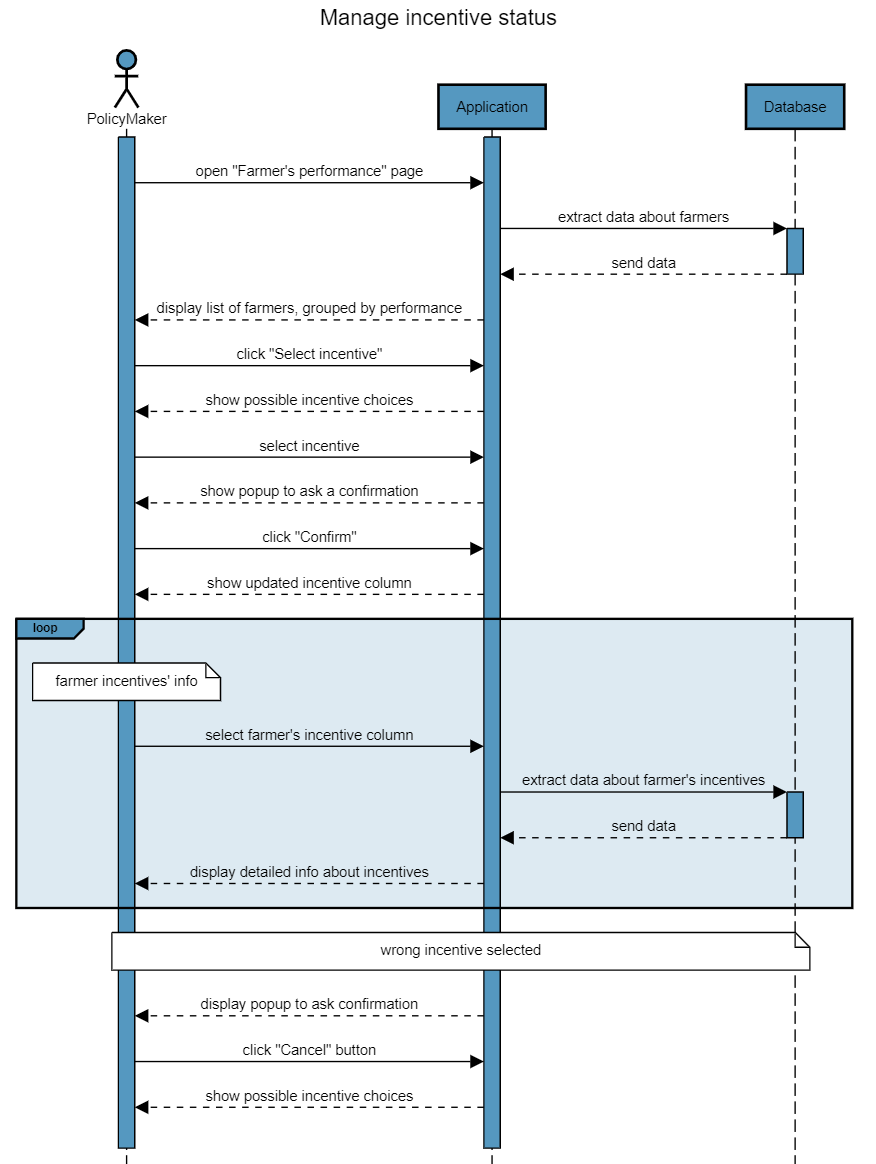 Manage incentive status
PolicyMaker
Application
Database
open "Farmer's performance" page
extract data about farmers
send data
display list of farmers, grouped by performance
click "Select incentive"
show possible incentive choices
select incentive
show popup to ask a confirmation
click "Confirm"
show updated incentive column
loop
farmer incentives' info
select farmer's incentive column
extract data about farmer's incentives
send data
display detailed info about incentives
wrong incentive selected
display popup to ask confirmation
click "Cancel" button
show possible incentive choices